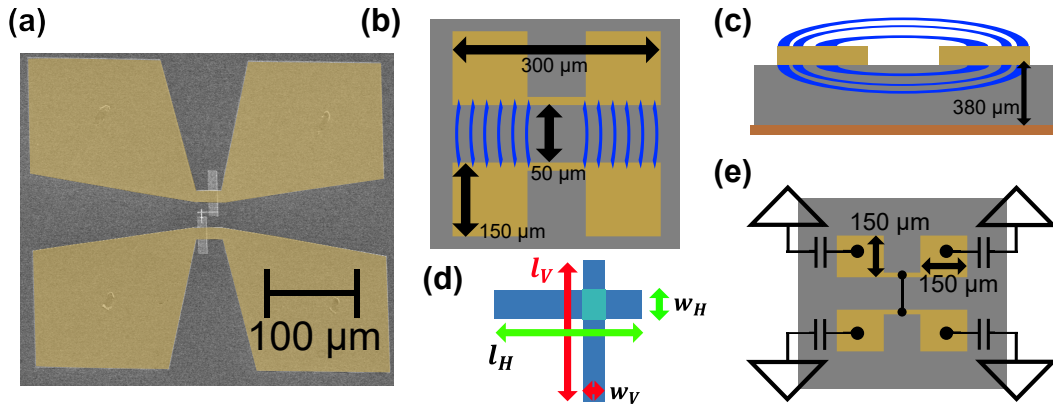 (a)
100 µm
(b)
300 µm
50 µm
150 µm
(c)
380 µm
(d)
l_V
w_H
l_H
w_V
(e)
150 µm
150 µm